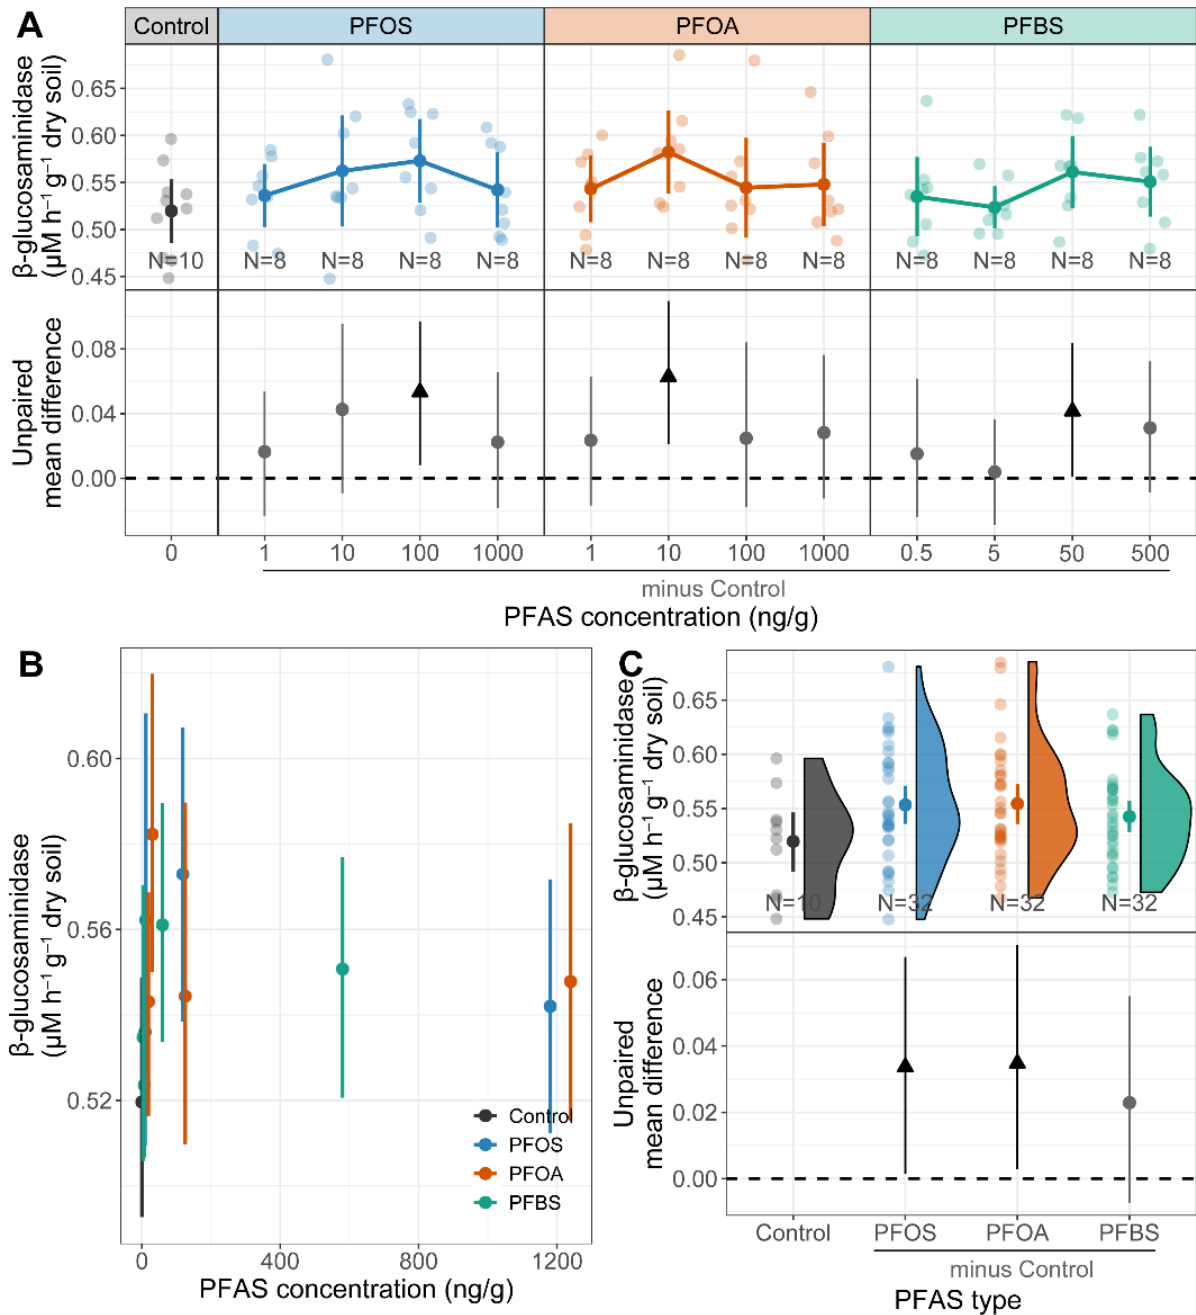 A
Control PFOS PFOA PFBS
β-glucosaminidase
(µM h⁻¹ g⁻¹ dry soil)
0.65
0.60
0.55
0.50
0.45
N=10 N=8 N=8 N=8 N=8 N=8 N=8 N=8 N=8 N=8 N=8 N=8 N=8
Unpaired
mean difference
0.08
0.04
0.00
0 1 10 100 1000 1 10 100 1000 0.5 5 50 500
minus Control
PFAS concentration (ng/g)
B
β-glucosaminidase
(µM h⁻¹ g⁻¹ dry soil)
0.60
0.56
0.52
Control
PFOS
PFOA
PFBS
0 400 800 1200
PFAS concentration (ng/g)
C
β-glucosaminidase
(µM h⁻¹ g⁻¹ dry soil)
0.65
0.60
0.55
0.50
0.45
N=10 N=32 N=32 N=32
Unpaired
mean difference
0.06
0.04
0.02
0.00
Control PFOS PFOA PFBS
minus Control
PFAS type